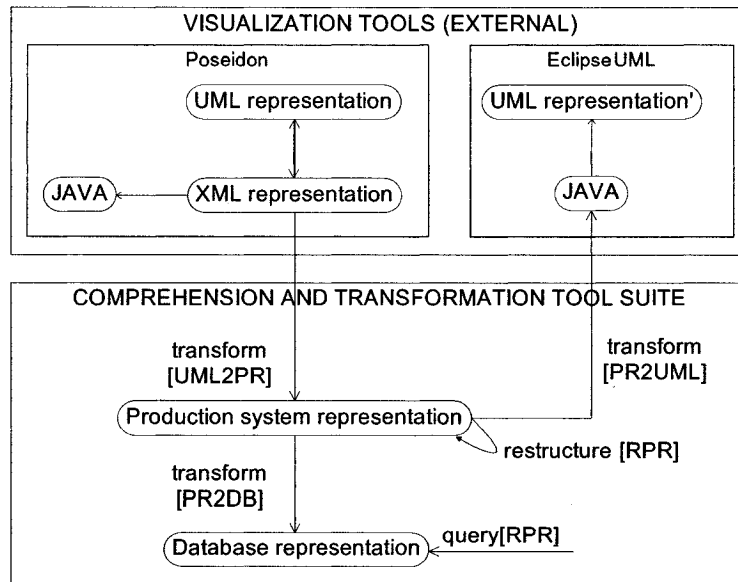 VISUALIZATION TOOLS (EXTERNAL)
Poseidon
EclipseUML
UML representation
UML representation'
JAVA
XML representation
JAVA
COMPREHENSION AND TRANSFORMATION TOOL SUITE
transform
[UML2PR]
transform
[PR2UML]
Production system representation
restructure [RPR]
transform
[PR2DB]
Database representation
query[RPR]